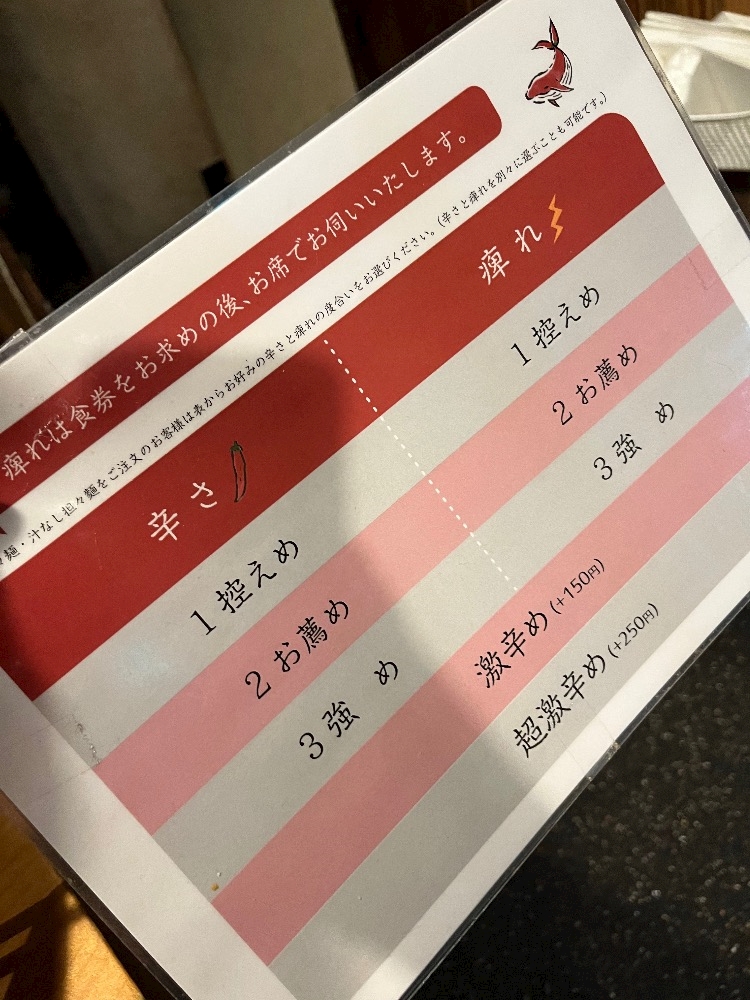 痺れは食券をお求めの後、お席でお伺いいたします。
麺・汁なし担々麺をご注文のお客様は表からお好みの辛さと痺れの度合いをお選びください。(辛さと痺れを別々に選ぶことも可能です。)
辛さ 痺れ
1 控えめ 1 控えめ
2 お薦め 2 お薦め
3 強め 3 強め
激辛め (+150円)
超激辛め (+250円)